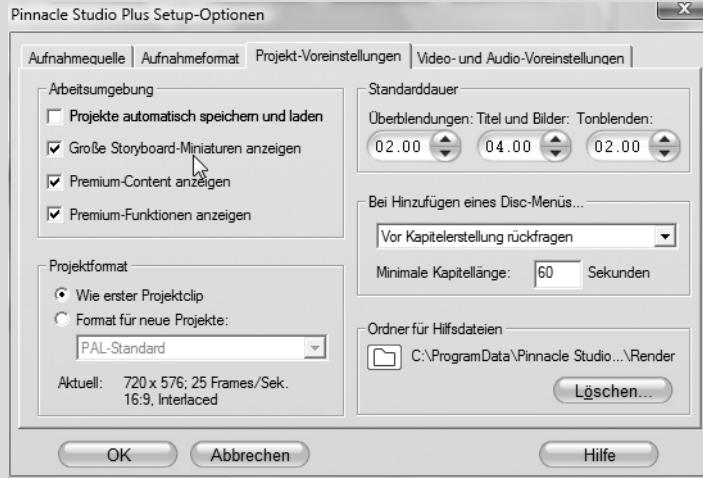 Pinnacle Studio Plus Setup-Optionen
Aufnahmequelle
Aufnahmeformat
Projekt-Voreinstellungen
Video- und Audio-Voreinstellungen
Arbeitsumgebung
Projekte automatisch speichern und laden
Große Storyboard-Miniaturen anzeigen
Premium-Content anzeigen
Premium-Funktionen anzeigen
Projektformat
Wie erster Projektclip
Format für neue Projekte:
PAL-Standard
Aktuell: 720 x 576; 25 Frames/Sek.
16:9, Interlaced
Standarddauer
Überblendungen: Titel und Bilder: Tonblenden:
02.00 04.00 02.00
Bei Hinzufügen eines Disc-Menüs...
Vor Kapitelerstellung rückfragen
Minimale Kapitellänge: 60 Sekunden
Ordner für Hilfsdateien
C:\ProgramData\Pinnacle Studio...\Render
Löschen...
OK
Abbrechen
Hilfe